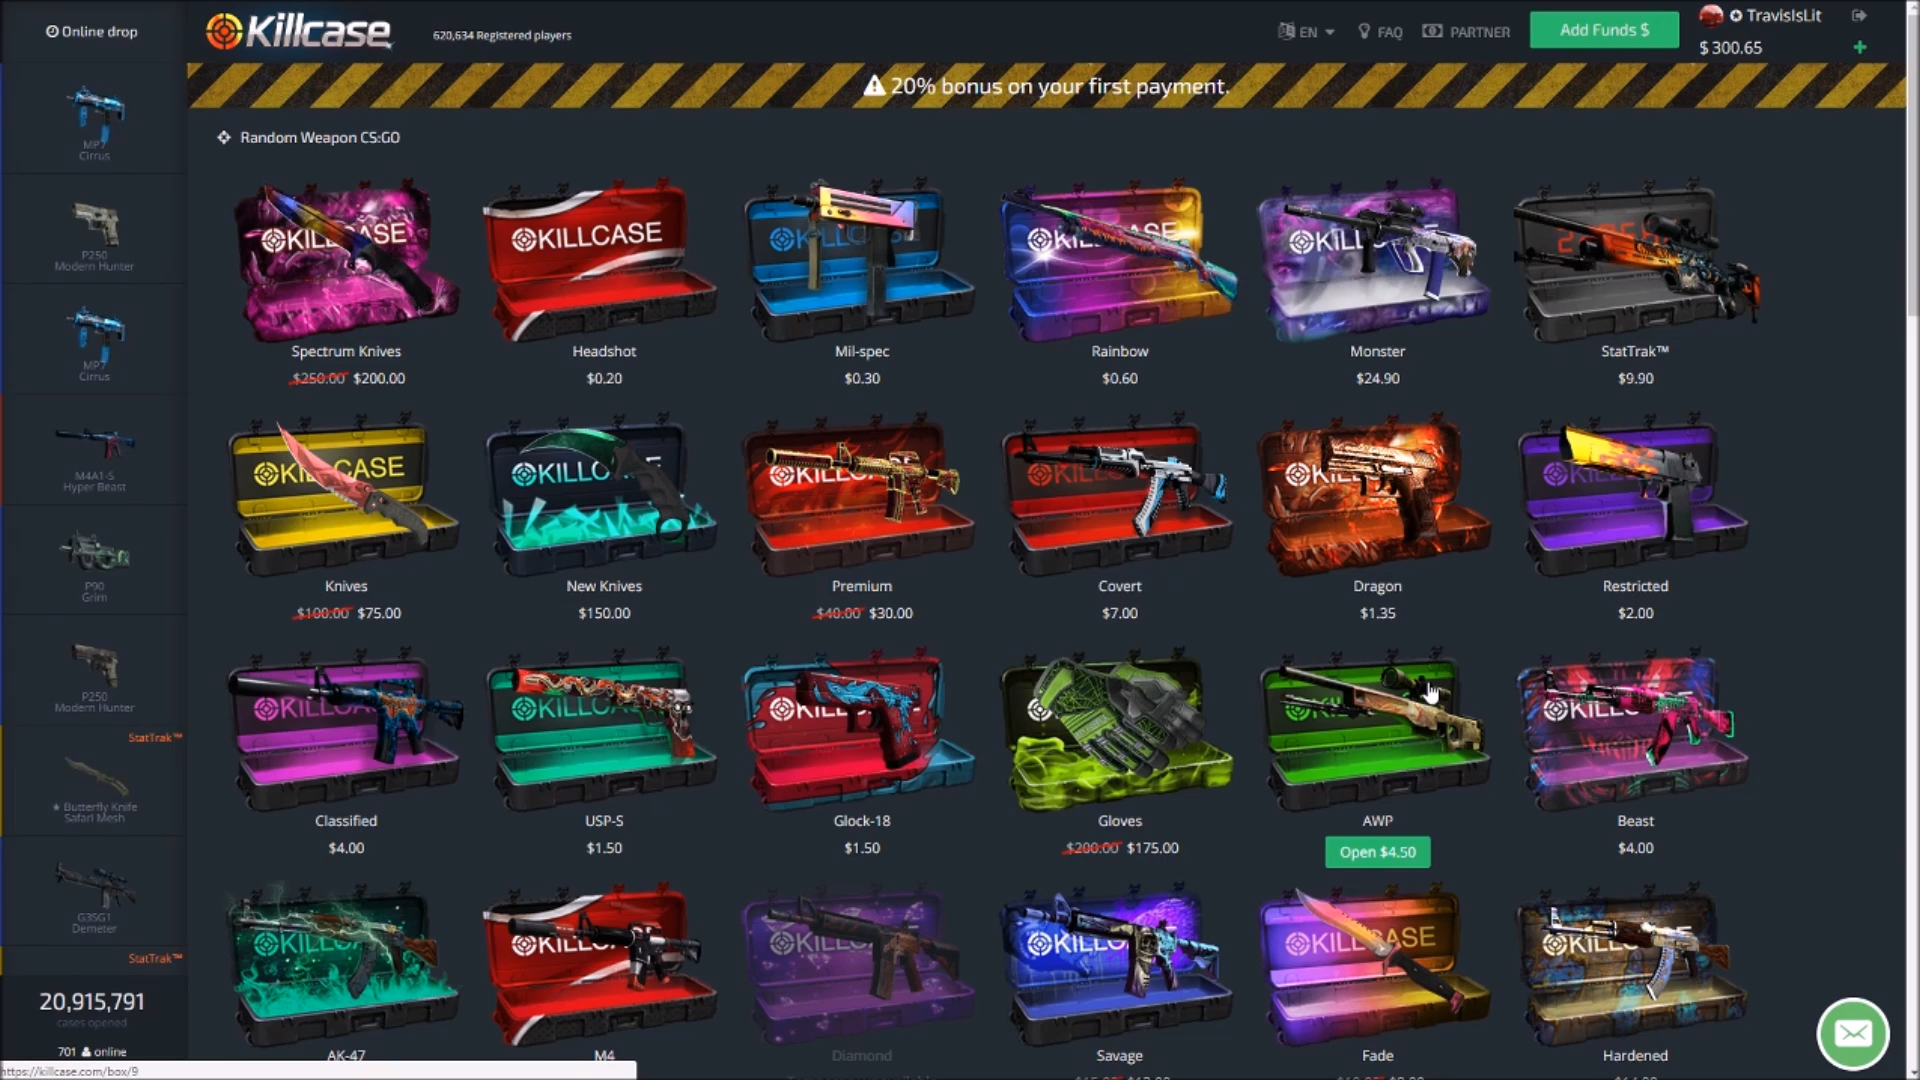 Online drop
Killcase
620,634 Registered players
EN
FAQ
PARTNER
Add Funds $
TravisIsLit
$ 300.65
20% bonus on your first payment.
Random Weapon CS:GO
MP7
Cirrus
P250
Modern Hunter
MP7
Cirrus
M4A1-S
Hyper Beast
P90
Grim
P250
Modern Hunter
StatTrak™
★ Butterfly Knife
Safari Mesh
G3SG1
Demeter
StatTrak™
20,915,791
cases opened
701 online
KILLCASE
Spectrum Knives
$250.00 $200.00
KILLCASE
Headshot
$0.20
Mil-spec
$0.30
Rainbow
$0.60
Monster
$24.90
StatTrak™
$9.90
Knives
$100.00 $75.00
New Knives
$150.00
Premium
$40.00 $30.00
Covert
$7.00
Dragon
$1.35
Restricted
$2.00
Classified
$4.00
USP-S
$1.50
Glock-18
$1.50
Gloves
$200.00 $175.00
AWP
Open $4.50
Beast
$4.00
AK-47
M4
Diamond
Savage
KILLCASE
Fade
Hardened
https://killcase.com/box/9